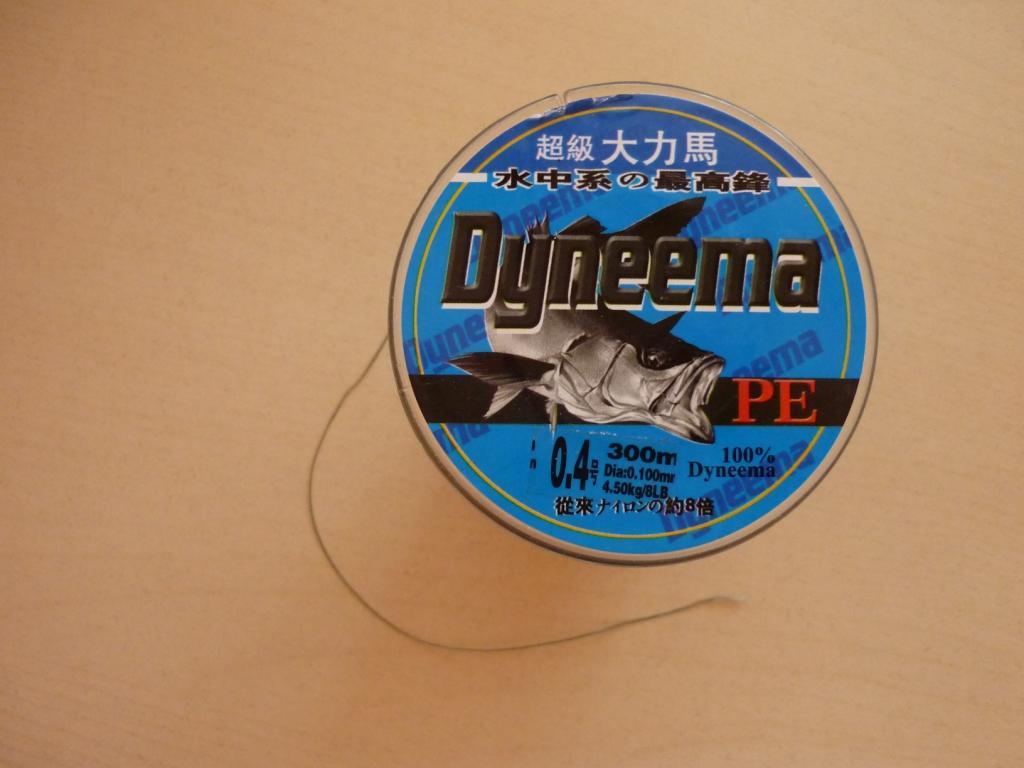 超級 大力馬
水中系の最高鋒
Dyneema
PE
0.4
300m
Dia:0.100mm
4.50kg/8LB
100%
Dyneema
從來ナイロンの約8倍